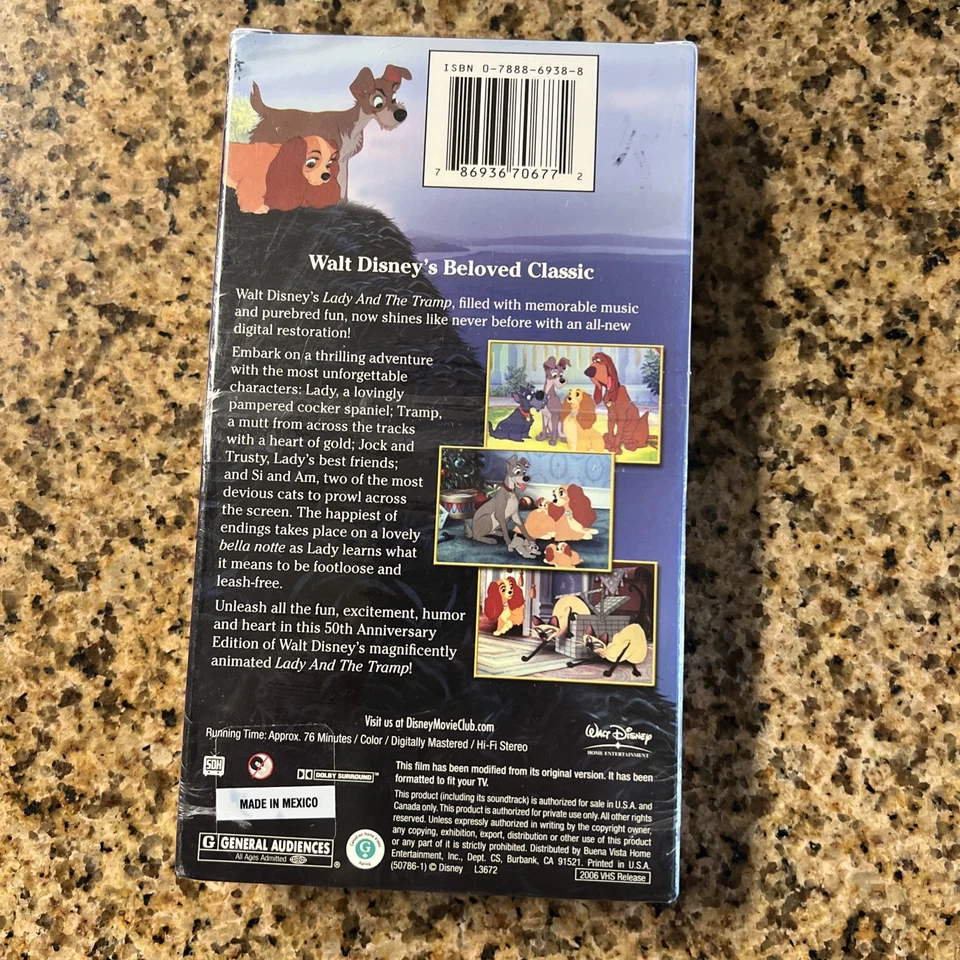 ISBN 0-7888-6938-8
7 86936 70677 2
Walt Disney's Beloved Classic
Walt Disney's Lady And The Tramp, filled with memorable music
and purebred fun, now shines like never before with an all-new
digital restoration!
Embark on a thrilling adventure
with the most unforgettable
characters: Lady, a lovingly
pampered cocker spaniel; Tramp,
a mutt from across the tracks
with a heart of gold; Jock and
Trusty, Lady's best friends;
and Si and Am, two of the most
devious cats to prowl across
the screen. The happiest of
endings takes place on a lovely
bella notte as Lady learns what
it means to be footloose and
leash-free.
Unleash all the fun, excitement, humor
and heart in this 50th Anniversary
Edition of Walt Disney's magnificently
animated Lady And The Tramp!
Visit us at DisneyMovieClub.com
Running Time: Approx. 76 Minutes / Color / Digitally Mastered / Hi-Fi Stereo
WALT DISNEY
HOME ENTERTAINMENT
SDH
DOLBY SURROUND™
MADE IN MEXICO
G GENERAL AUDIENCES
All Ages Admitted
®
G
This film has been modified from its original version. It has been
formatted to fit your TV.
This product (including its soundtrack) is authorized for sale in U.S.A. and
Canada only. This product is authorized for private use only. All other rights
reserved. Unless expressly authorized in writing by the copyright owner,
any copying, exhibition, export, distribution or other use of this product
or any part of it is strictly prohibited. Distributed by Buena Vista Home
Entertainment, Inc., Dept. CS, Burbank, CA 91521. Printed in U.S.A.
(50786-1) © Disney L3672
2006 VHS Release